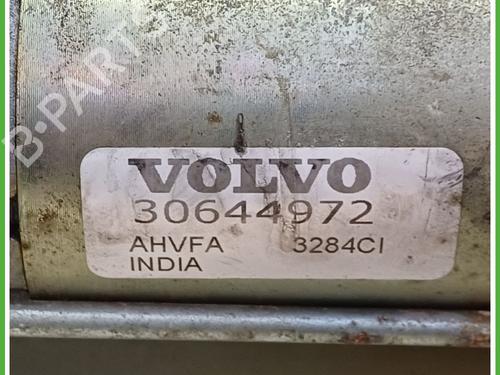 B-PARTS
VOLVO
30644972
AHVFA 3284CI
INDIA